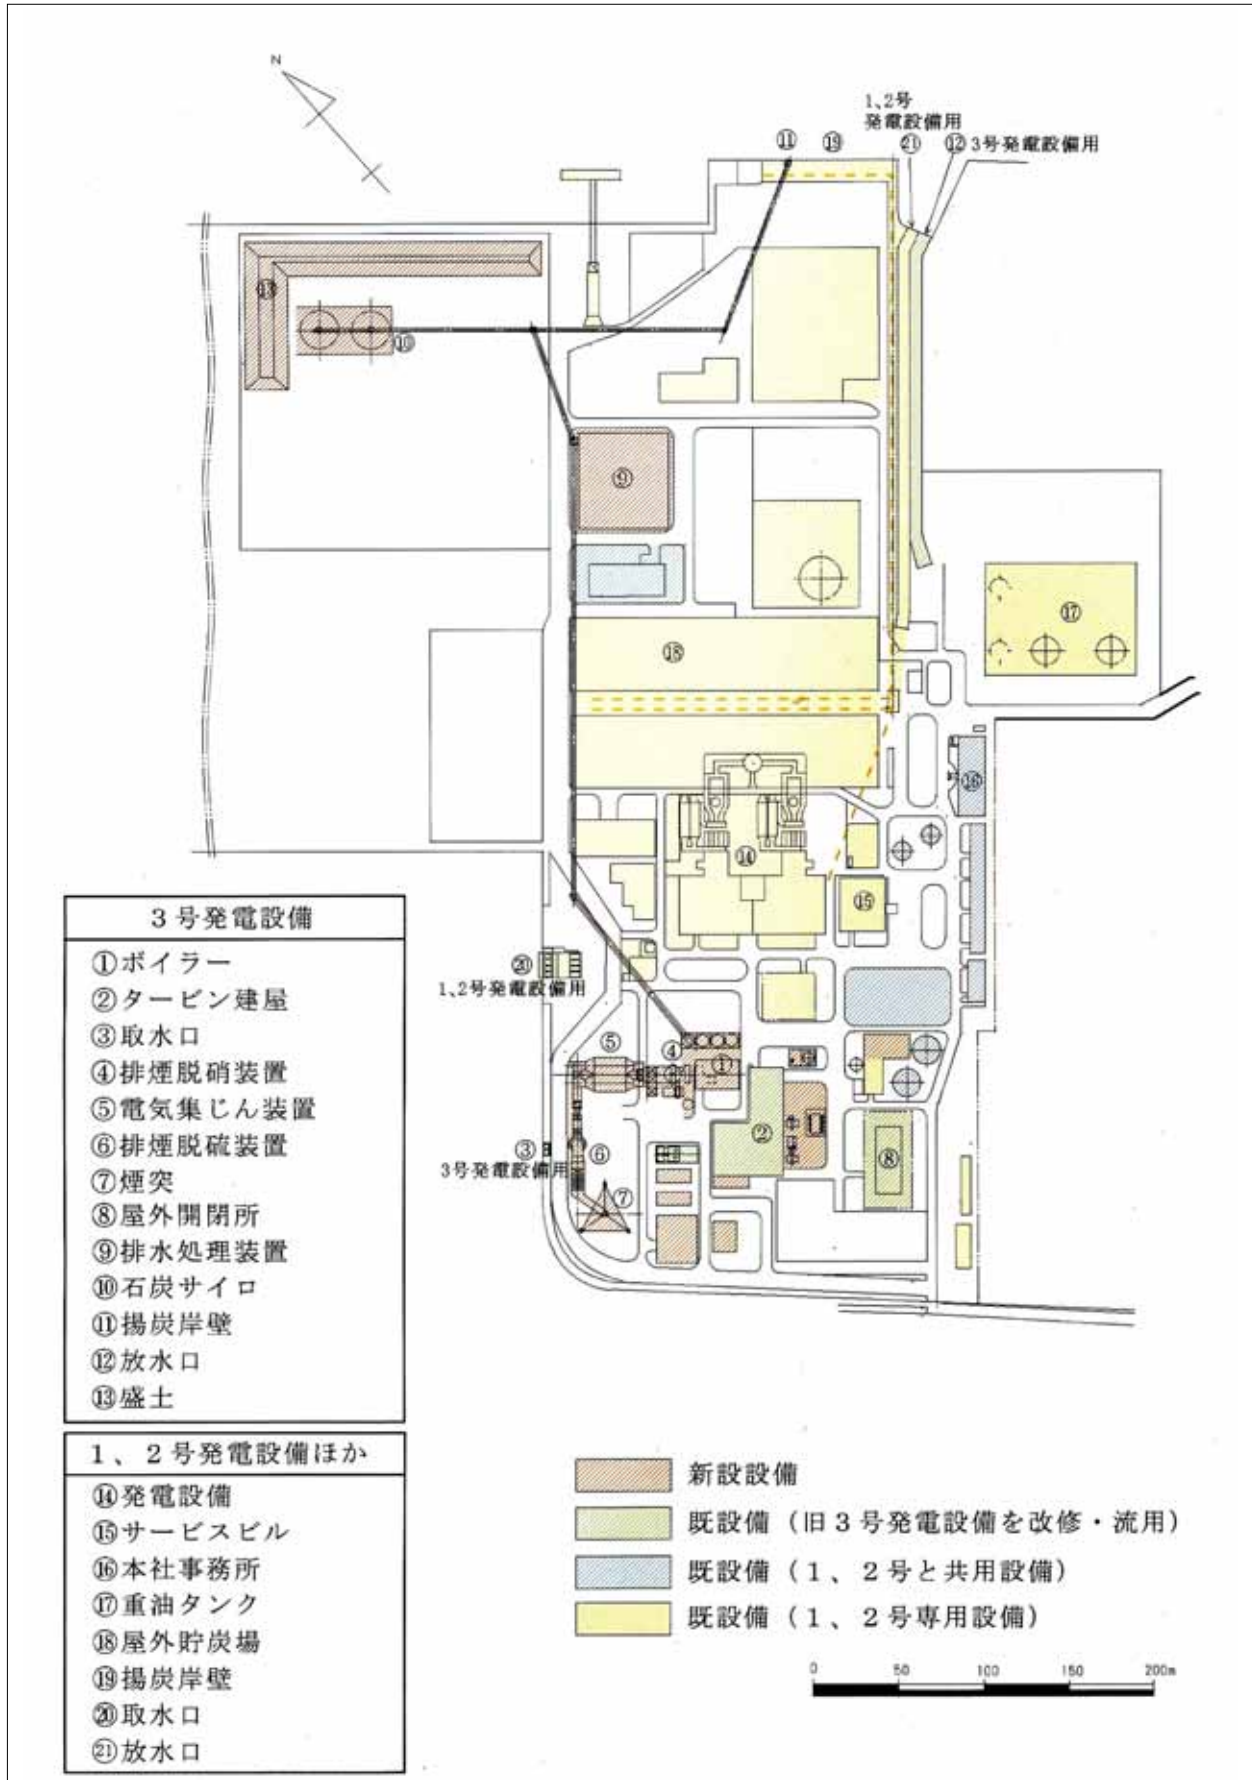 N
1、2号
発電設備用
⑪
⑲
㉑
⑫3号発電設備用
⑬
⑩
⑨
⑱
⑰
⑯
⑭
⑮
⑳
1、2号発電設備用
⑤
④
①
②
③
3号発電設備用
⑥
⑦
⑧
3号発電設備
①ボイラー
②タービン建屋
③取水口
④排煙脱硝装置
⑤電気集じん装置
⑥排煙脱硫装置
⑦煙突
⑧屋外開閉所
⑨排水処理装置
⑩石炭サイロ
⑪揚炭岸壁
⑫放水口
⑬盛土
1、2号発電設備ほか
⑭発電設備
⑮サービスビル
⑯本社事務所
⑰重油タンク
⑱屋外貯炭場
⑲揚炭岸壁
⑳取水口
㉑放水口
新設設備
既設備（旧3号発電設備を改修・流用）
既設備（1、2号と共用設備）
既設備（1、2号専用設備）
0 50 100 150 200m